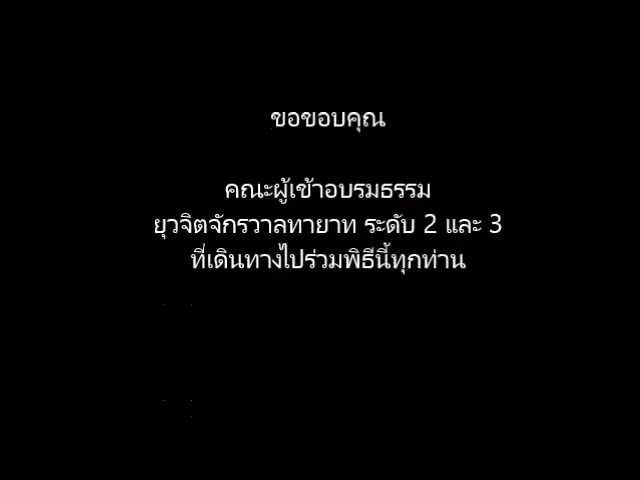 ขอขอบคุณ
คณะผู้เข้าอบรมธรรม
ยุวจิตจักรวาลทายาท ระดับ 2 และ 3
ที่เดินทางไปร่วมพิธีนี้ทุกท่าน